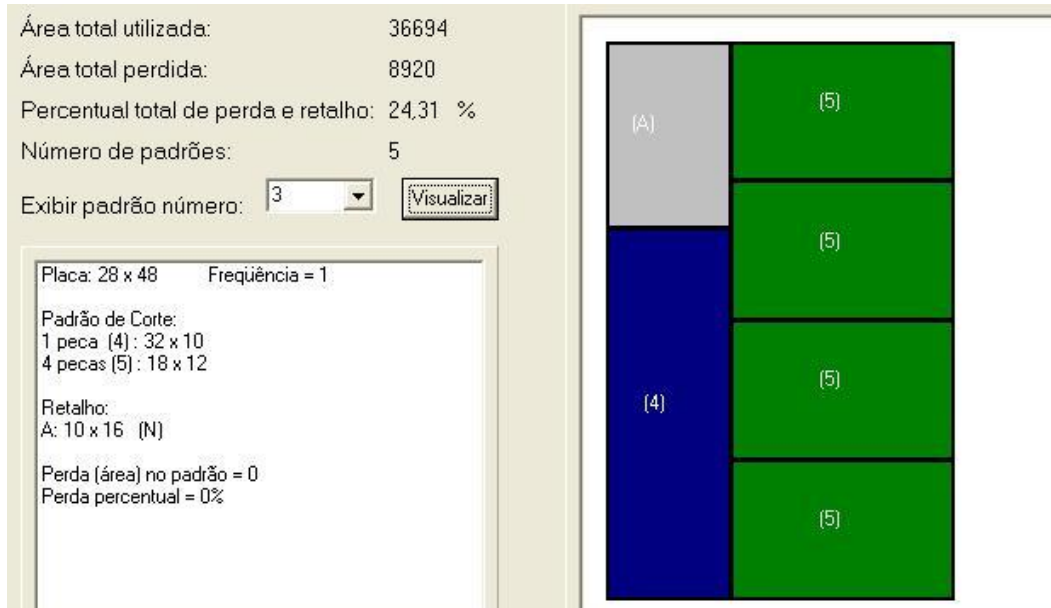 Área total utilizada: 36694
Área total perdida: 8920
Percentual total de perda e retalho: 24,31 %
Número de padrões: 5
Exibir padrão número: 3 Visualizar
Placa: 28 x 48 Freqüência = 1
Padrão de Corte:
1 peca (4) : 32 x 10
4 pecas (5) : 18 x 12
Retalho:
A: 10 x 16 (N)
Perda (área) no padrão = 0
Perda percentual = 0%
(A)
(4)
(5)
(5)
(5)
(5)